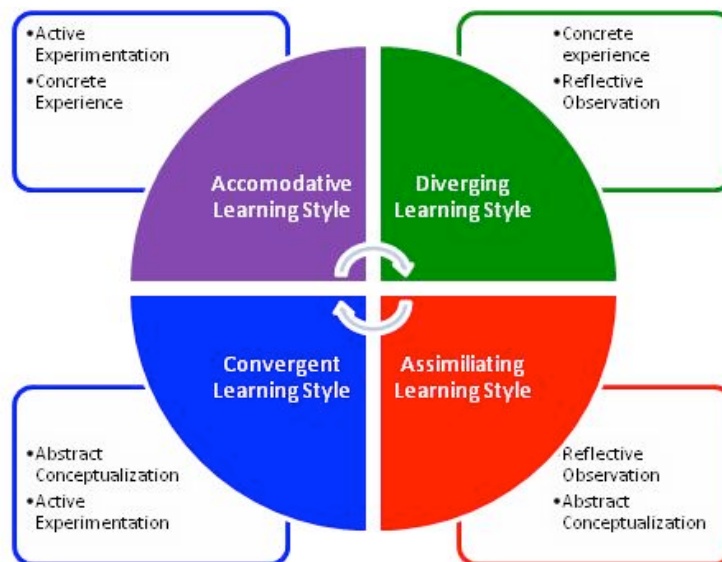 •Active
Experimentation
•Concrete
Experience
•Concrete
experience
•Reflective
Observation
Accomodative
Learning Style
Diverging
Learning Style
Convergent
Learning Style
Assimiliating
Learning Style
•Abstract
Conceptualization
•Active
Experimentation
Reflective
Observation
•Abstract
Conceptualization